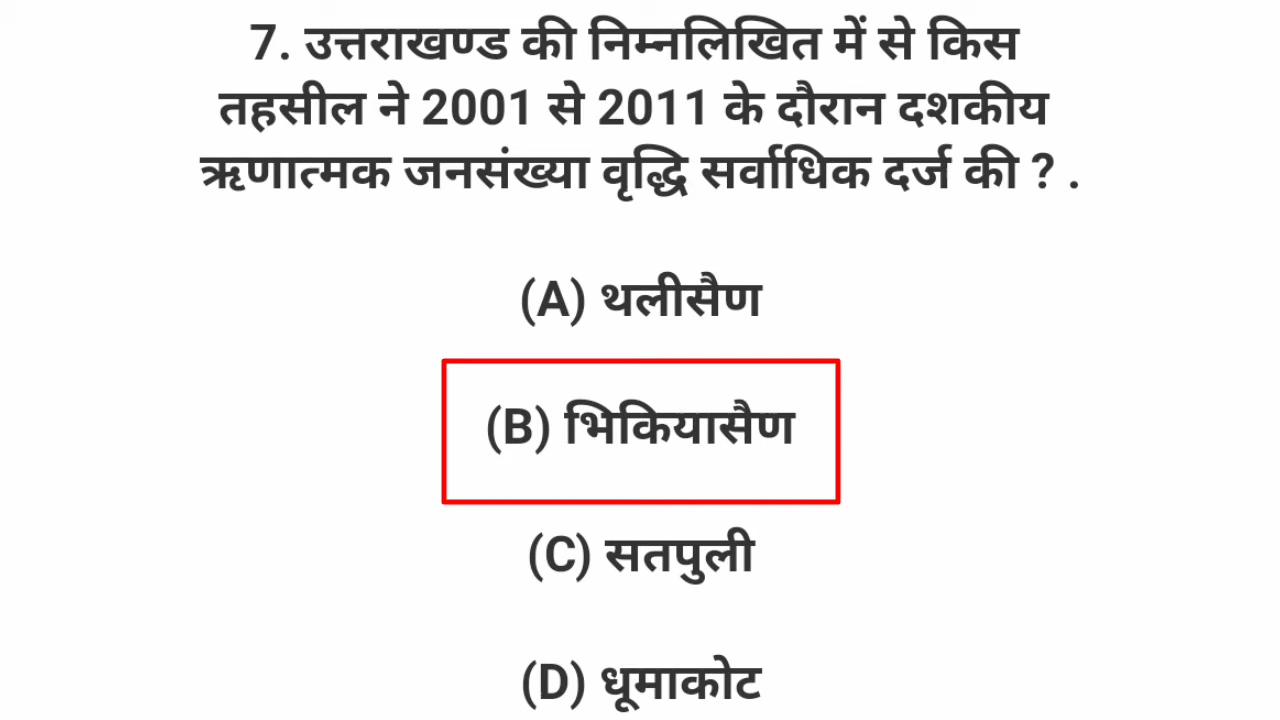 7. उत्तराखण्ड की निम्नलिखित में से किस
तहसील ने 2001 से 2011 के दौरान दशकीय
ऋणात्मक जनसंख्या वृद्धि सर्वाधिक दर्ज की ? .
(A) थलीसैण
(B) भिकियासैण
(C) सतपुली
(D) धूमाकोट